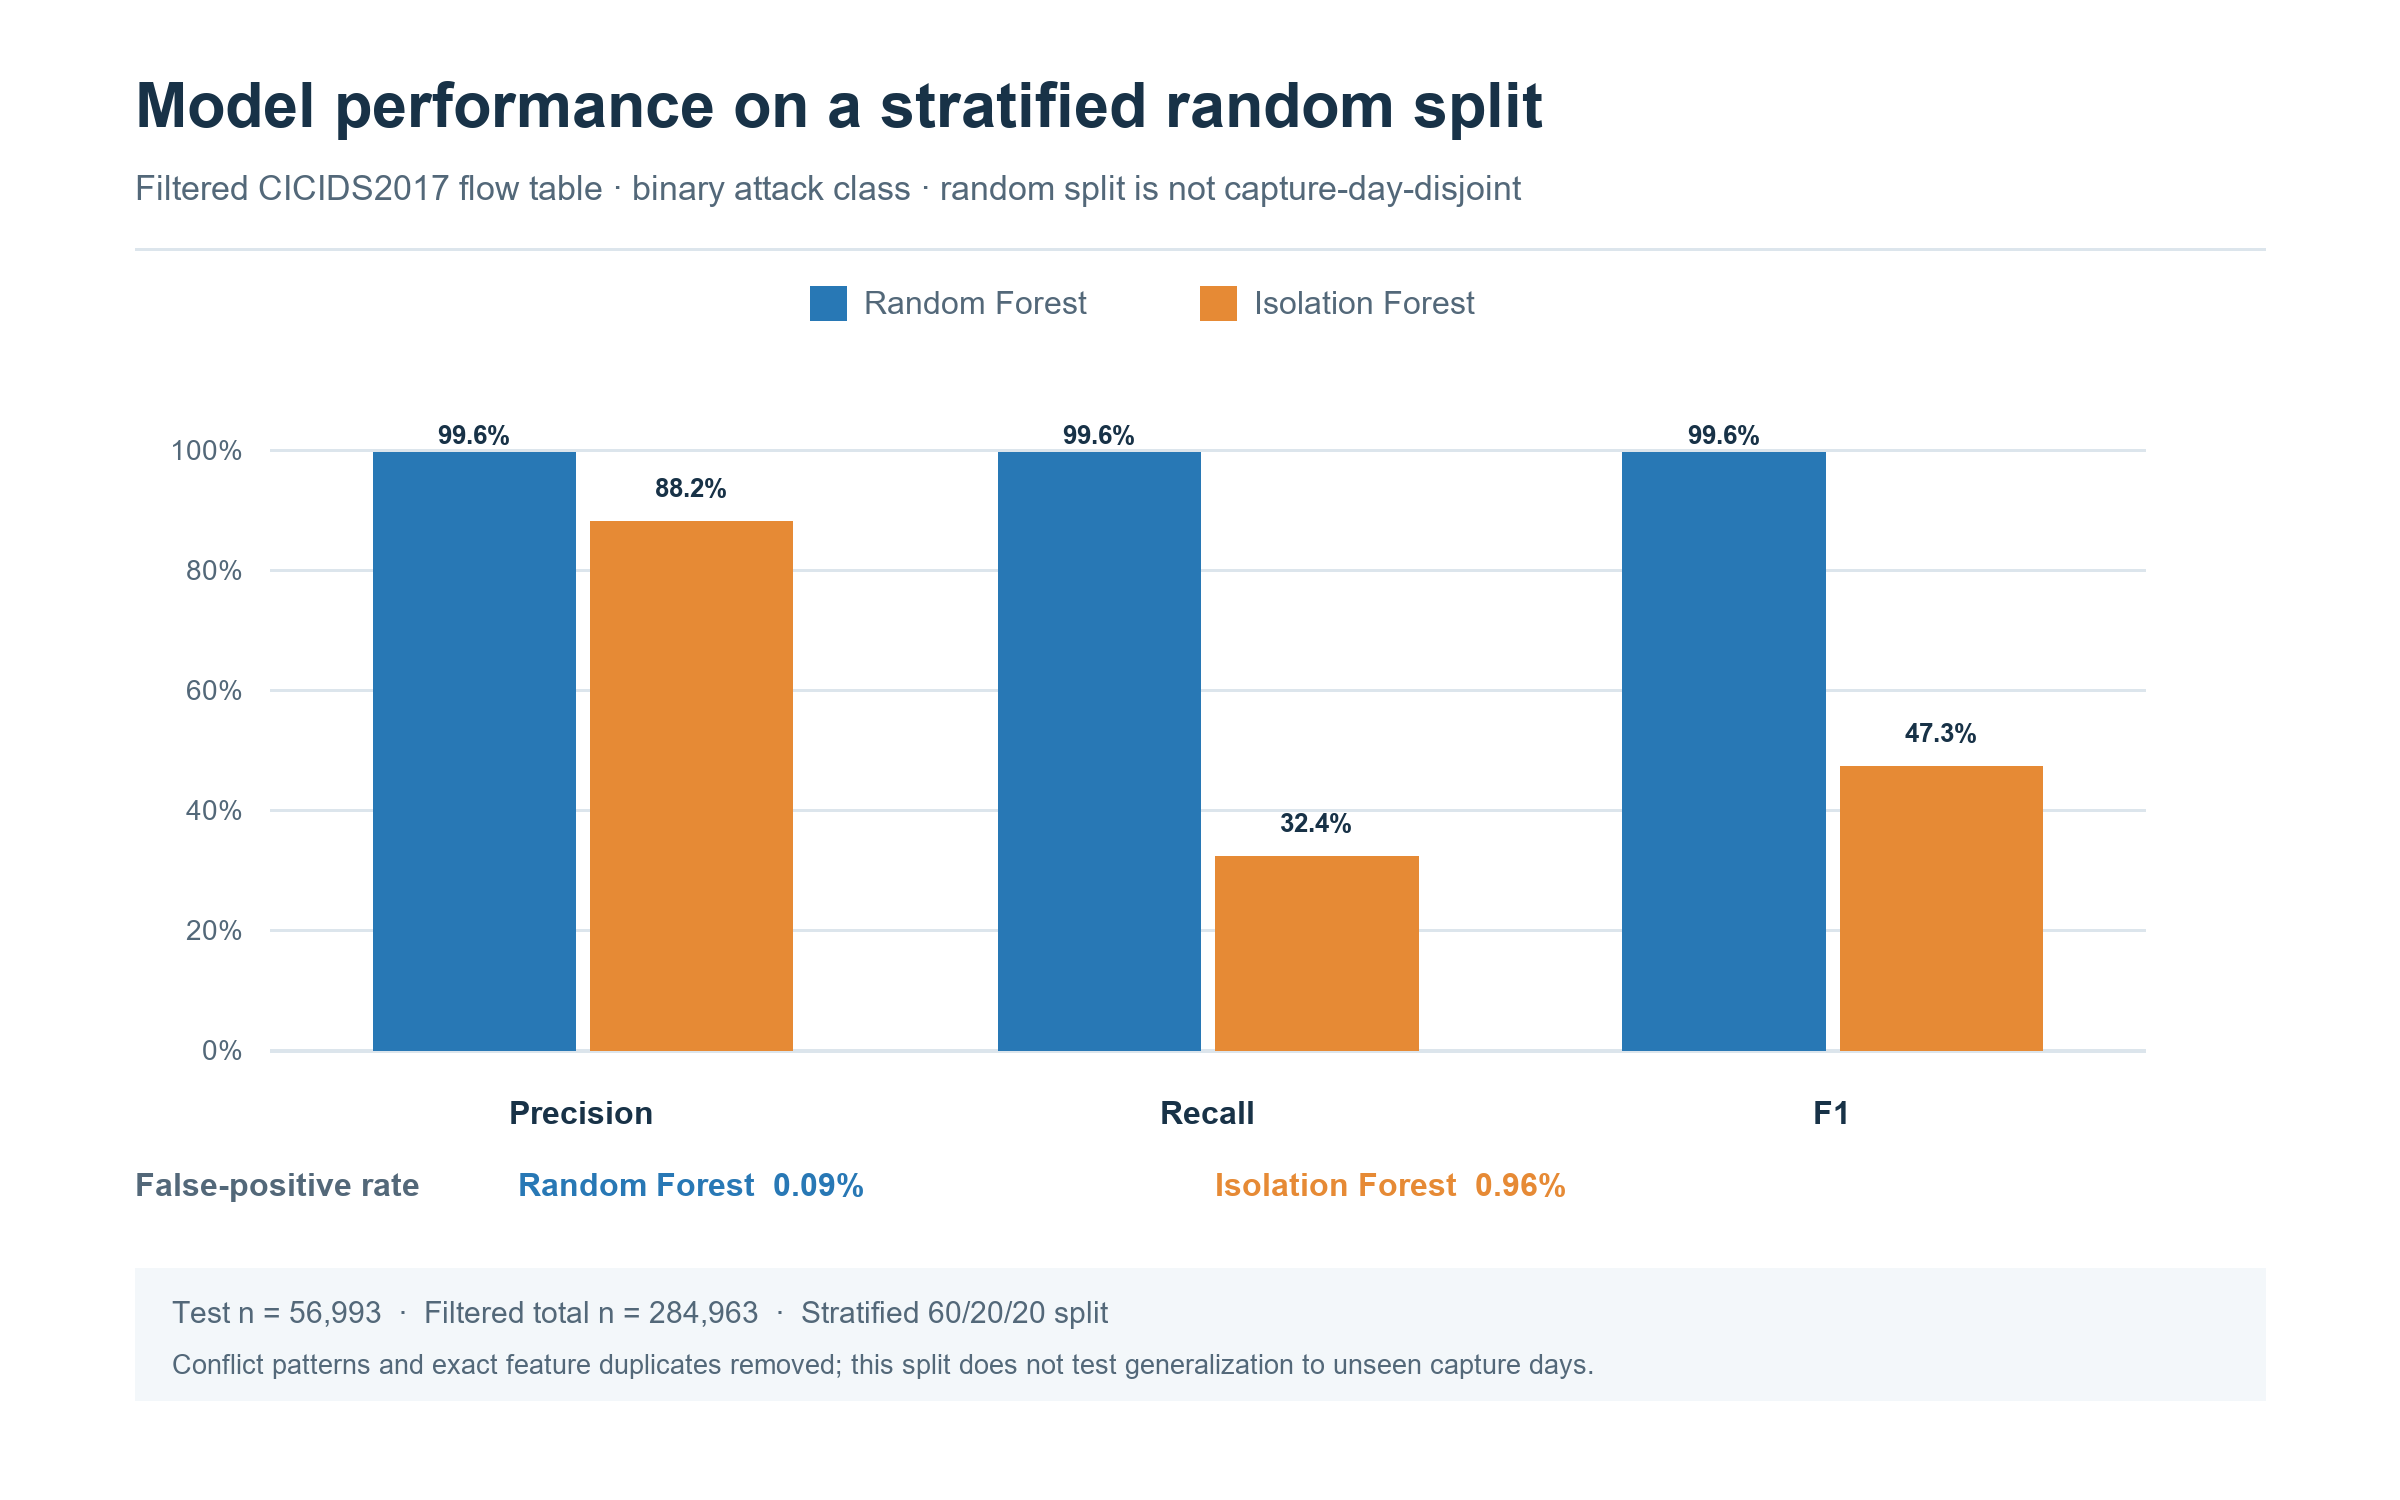 Model performance on a stratified random split
Filtered CICIDS2017 flow table · binary attack class · random split is not capture-day-disjoint
Random Forest
Isolation Forest
100%
80%
60%
40%
20%
0%
99.6%
88.2%
99.6%
32.4%
99.6%
47.3%
Precision
Recall
F1
False-positive rate
Random Forest 0.09%
Isolation Forest 0.96%
Test n = 56,993 · Filtered total n = 284,963 · Stratified 60/20/20 split
Conflict patterns and exact feature duplicates removed; this split does not test generalization to unseen capture days.